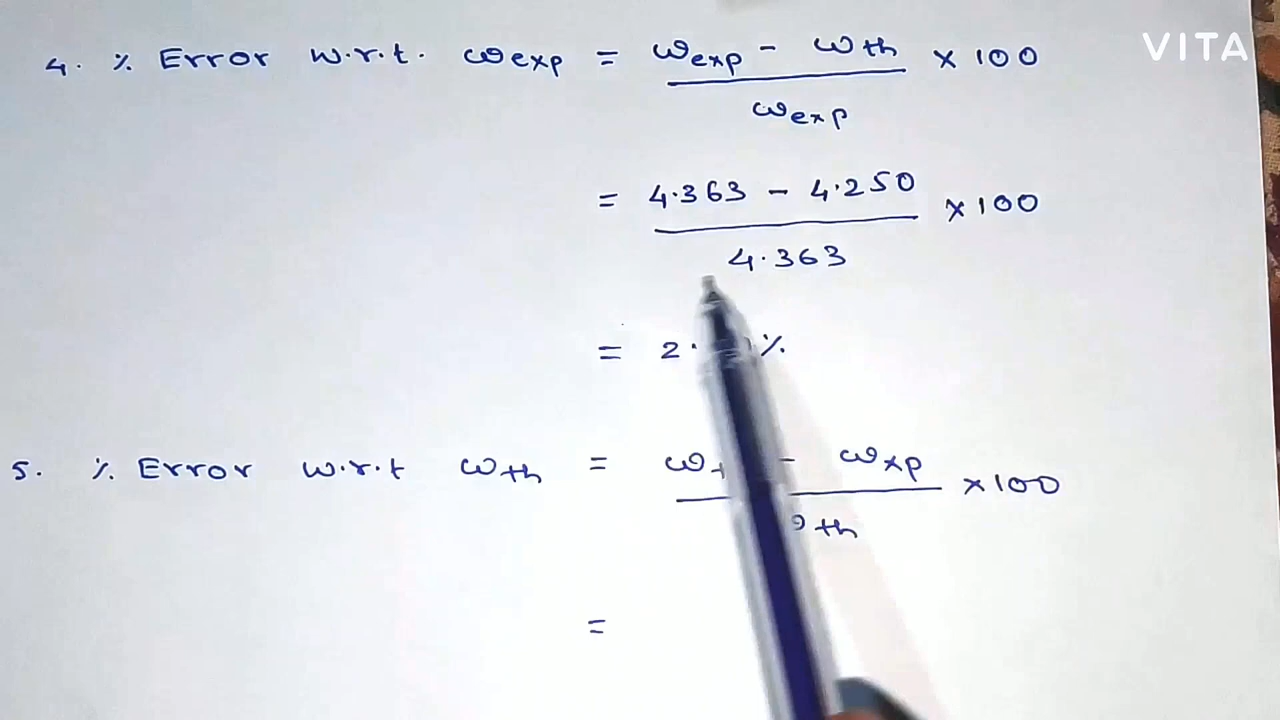 VITA
4. % Error w.r.t. ωexp = ωexp - ωth × 100
ωexp
= 4.363 - 4.250 × 100
4.363
= 2. %
5. % Error w.r.t ωth = ω - ωxp × 100
th
=